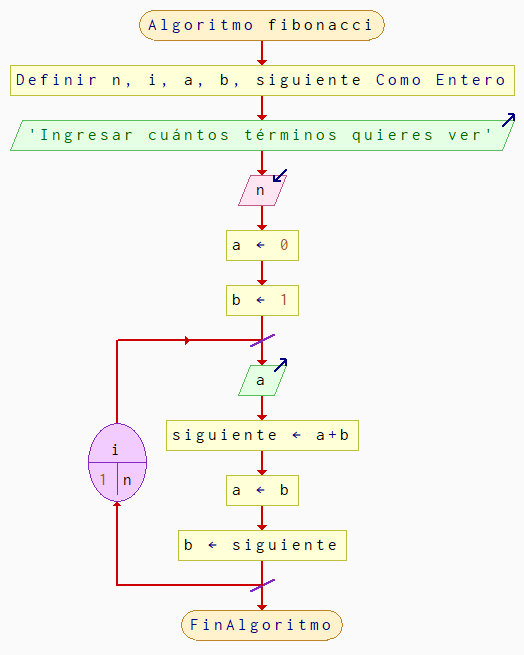 Algoritmo fibonacci
Definir n, i, a, b, siguiente Como Entero
'Ingresar cuántos términos quieres ver'
n
a ← 0
b ← 1
a
siguiente ← a+b
i
1 n
a ← b
b ← siguiente
FinAlgoritmo